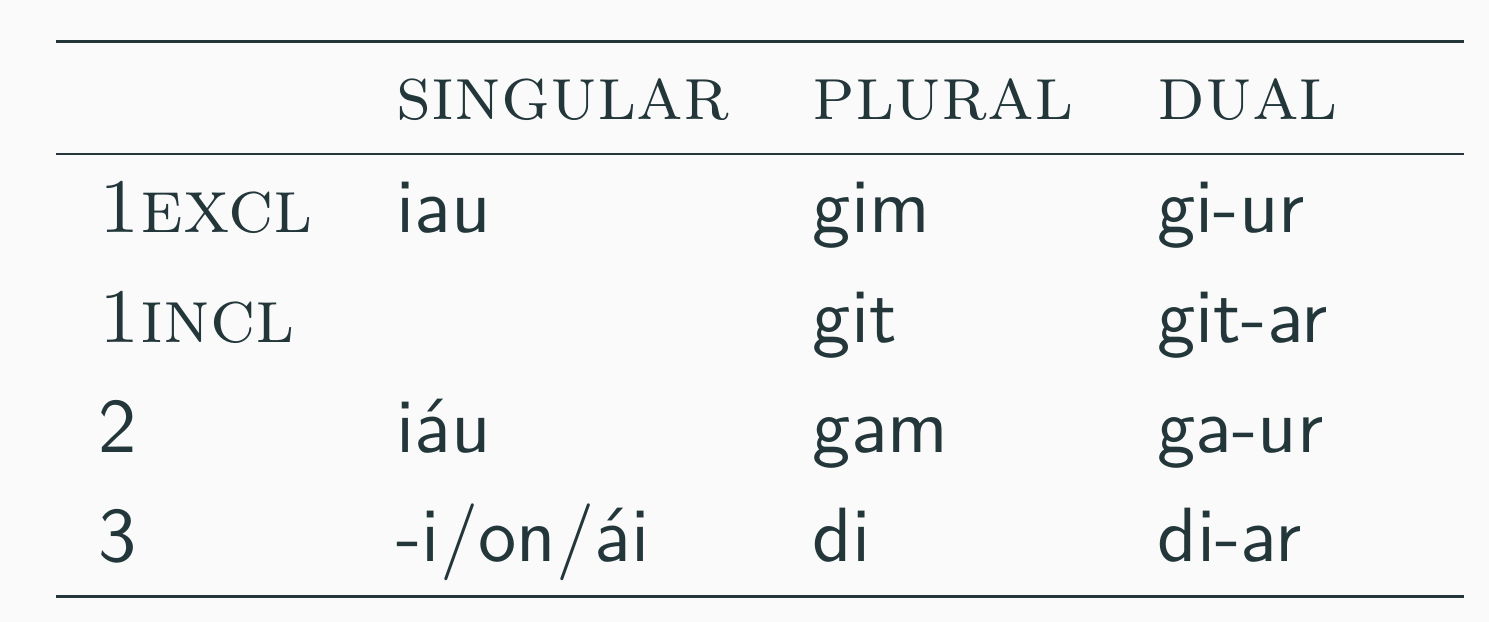 SINGULAR PLURAL DUAL
1EXCL iau gim gi-ur
1INCL git git-ar
2 iáu gam ga-ur
3 -i/on/ái di di-ar